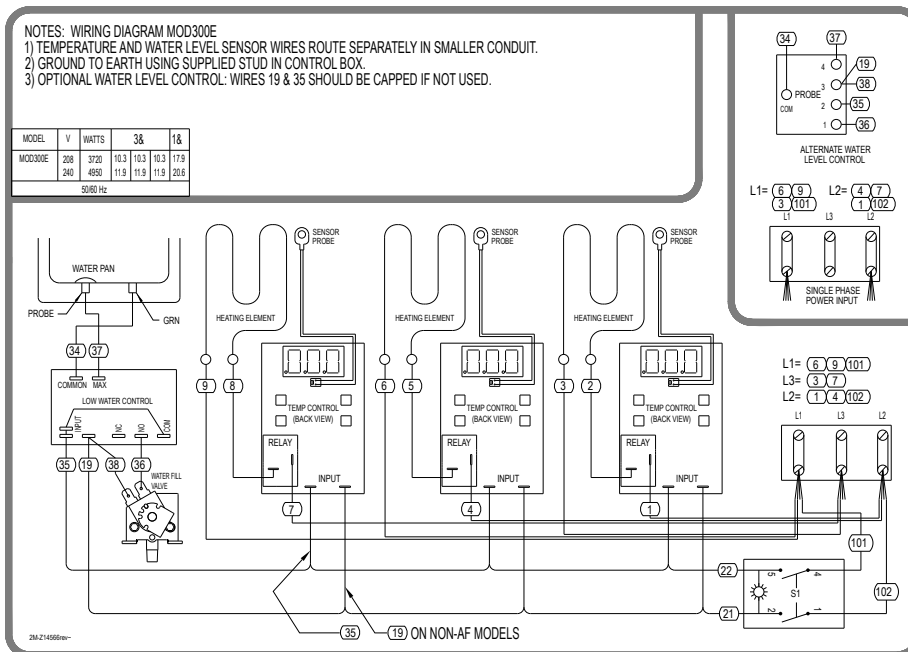 NOTES: WIRING DIAGRAM MOD300E
1) TEMPERATURE AND WATER LEVEL SENSOR WIRES ROUTE SEPARATELY IN SMALLER CONDUIT.
2) GROUND TO EARTH USING SUPPLIED STUD IN CONTROL BOX.
3) OPTIONAL WATER LEVEL CONTROL: WIRES 19 & 35 SHOULD BE CAPPED IF NOT USED.
MODEL V WATTS 3& 1&
MOD300E 208 3720 10.3 10.3 10.3 17.9
240 4950 11.9 11.9 11.9 20.6
50/60 Hz
34 37
4
19
3
PROBE 38
COM 2 35
1 36
ALTERNATE WATER
LEVEL CONTROL
L1= 6 9 L2= 4 7
3 101 1 102
L1 L3 L2
SINGLE PHASE
POWER INPUT
WATER PAN
PROBE GRN
34 37
COMMON MAX
LOW WATER CONTROL
INPUT NC NO COM
35 19 38 36
WATER FILL
VALVE
SENSOR
PROBE
HEATING ELEMENT
9 8
TEMP CONTROL
(BACK VIEW)
RELAY
INPUT
7
SENSOR
PROBE
HEATING ELEMENT
6 5
TEMP CONTROL
(BACK VIEW)
RELAY
INPUT
4
SENSOR
PROBE
HEATING ELEMENT
3 2
TEMP CONTROL
(BACK VIEW)
RELAY
INPUT
1
L1= 6 9 101
L3= 3 7
L2= 1 4 102
L1 L3 L2
101
22 5 4
S1
102
21 2 1
35 19 ON NON-AF MODELS
2M-Z14566rev-